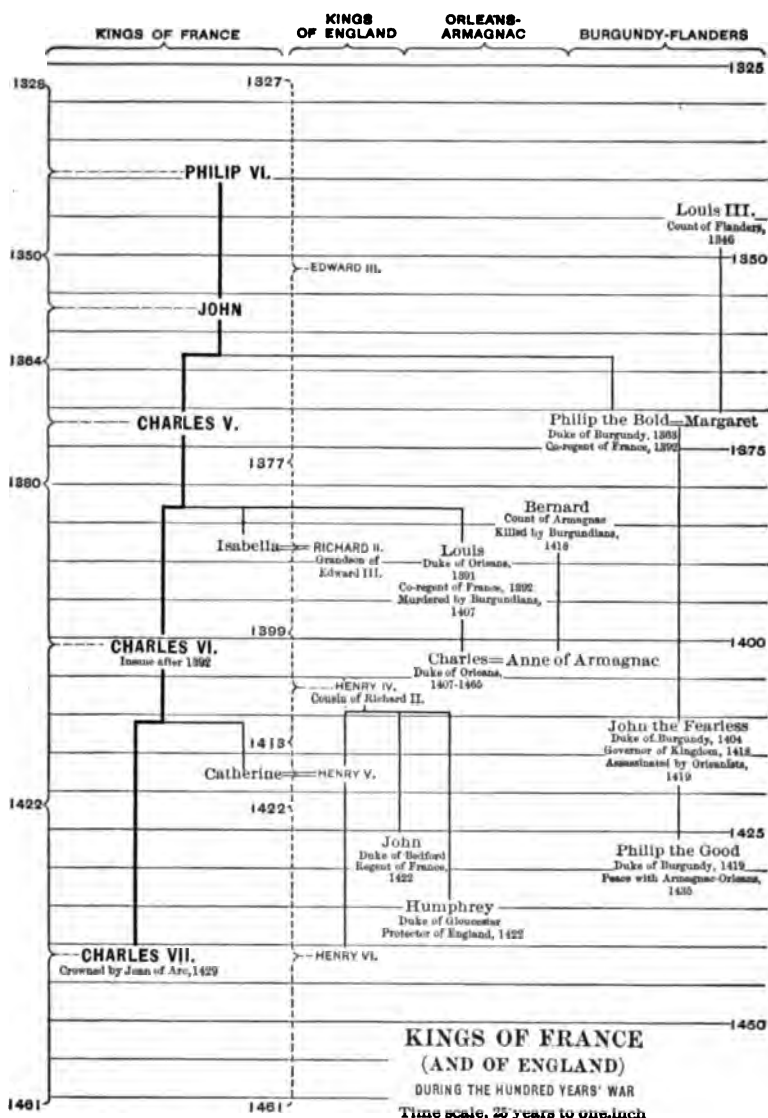 KINGS OF FRANCE
KINGS
OF ENGLAND
ORLEANS-
ARMAGNAC
BURGUNDY-FLANDERS
1325
1328
1327
PHILIP VI.
Louis III.
Count of Flanders,
1346
1350
EDWARD III.
1350
JOHN
1364
CHARLES V.
Philip the Bold=Margaret
Duke of Burgundy, 1363
Co-regent of France, 1392
1375
1377
1380
Bernard
Count of Armagnac
Killed by Burgundians,
1418
Isabella
RICHARD II.
Grandson of
Edward III.
Louis
Duke of Orleans,
1391
Co-regent of France, 1392
Murdered by Burgundians,
1407
1399
1400
CHARLES VI.
Insane after 1392
Charles=Anne of Armagnac
Duke of Orleans,
1407-1465
HENRY IV.
Cousin of Richard II.
John the Fearless
Duke of Burgundy, 1404
Governor of Kingdom, 1418
Assassinated by Orleanists,
1419
1413
Catherine
HENRY V.
1422
1422
1425
John
Duke of Bedford
Regent of France,
1422
Philip the Good
Duke of Burgundy, 1419
Peace with Armagnac-Orleans,
1435
Humphrey
Duke of Gloucester
Protector of England, 1422
CHARLES VII.
Crowned by Joan of Arc, 1429
HENRY VI.
1450
KINGS OF FRANCE
(AND OF ENGLAND)
DURING THE HUNDRED YEARS' WAR
Time scale, 25 years to one inch
1461
1461